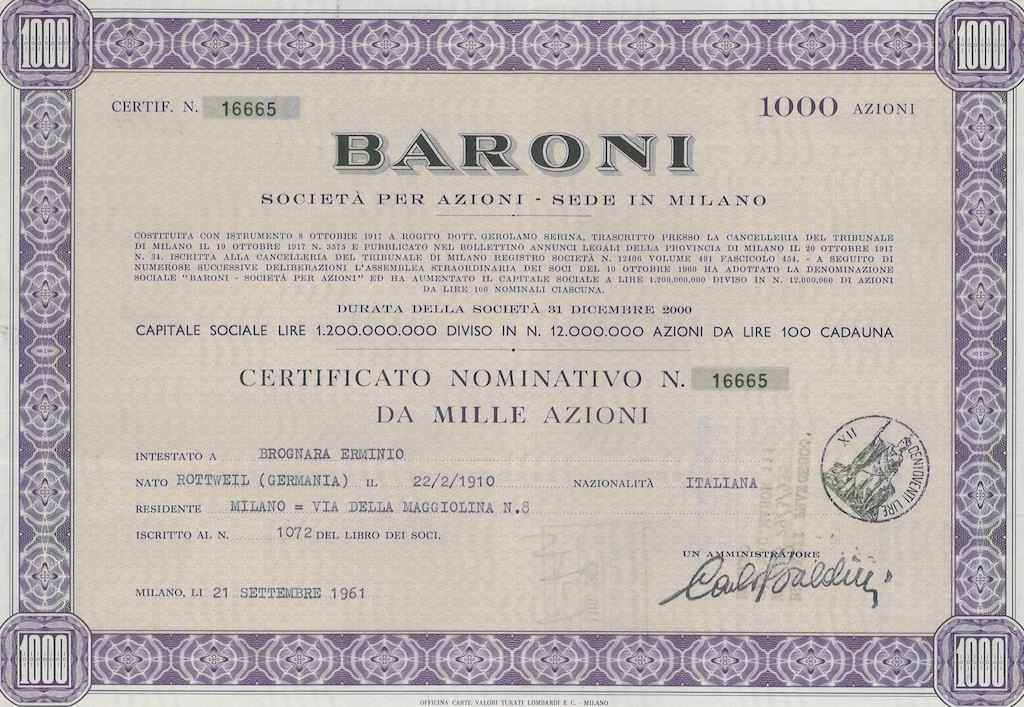 1000
1000
CERTIF. N. 16665
1000 AZIONI
BARONI
SOCIETÀ PER AZIONI - SEDE IN MILANO
COSTITUITA CON ISTRUMENTO 8 OTTOBRE 1917 A ROGITO DOTT. GEROLAMO SERINA, TRASCRITTO PRESSO LA CANCELLERIA DEL TRIBUNALE
DI MILANO IL 19 OTTOBRE 1917 N. 3575 E PUBBLICATO NEL BOLLETTINO ANNUNCI LEGALI DELLA PROVINCIA DI MILANO IL 20 OTTOBRE 1917
N. 34. ISCRITTA ALLA CANCELLERIA DEL TRIBUNALE DI MILANO REGISTRO SOCIETÀ N. 12406 VOLUME 491 FASCICOLO 454. - A SEGUITO DI
NUMEROSE SUCCESSIVE DELIBERAZIONI L'ASSEMBLEA STRAORDINARIA DEI SOCI DEL 10 OTTOBRE 1960 HA ADOTTATO LA DENOMINAZIONE
SOCIALE "BARONI - SOCIETÀ PER AZIONI" ED HA AUMENTATO IL CAPITALE SOCIALE A LIRE 1.200.000.000 DIVISO IN N. 12.000.000 DI AZIONI
DA LIRE 100 NOMINALI CIASCUNA.
DURATA DELLA SOCIETÀ 31 DICEMBRE 2000
CAPITALE SOCIALE LIRE 1.200.000.000 DIVISO IN N. 12.000.000 AZIONI DA LIRE 100 CADAUNA
CERTIFICATO NOMINATIVO N. 16665
DA MILLE AZIONI
INTESTATO A BROGNARA ERMINIO
NATO ROTTWEIL (GERMANIA) IL 22/2/1910 NAZIONALITÀ ITALIANA
RESIDENTE MILANO = VIA DELLA MAGGIOLINA N.8
ISCRITTO AL N. 1072 DEL LIBRO DEI SOCI.
XII CENTOVENTI LIRE
UN AMMINISTRATORE
Carlo Baldini
MILANO, LI 21 SETTEMBRE 1961
1000
1000
OFFICINA CARTE VALORI TURATI LOMBARDI E C. - MILANO